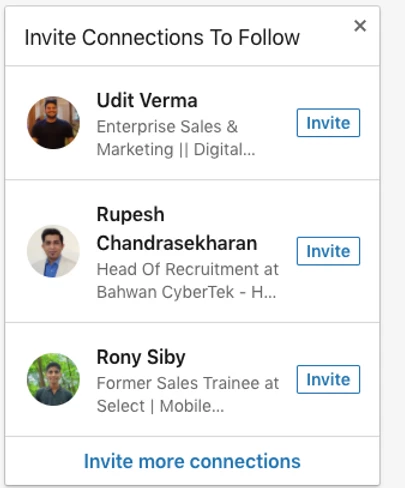 Invite Connections To Follow
Udit Verma
Enterprise Sales &
Marketing || Digital...
Invite
Rupesh
Chandrasekharan
Head Of Recruitment at
Bahwan CyberTek - H...
Invite
Rony Siby
Former Sales Trainee at
Select | Mobile...
Invite
Invite more connections